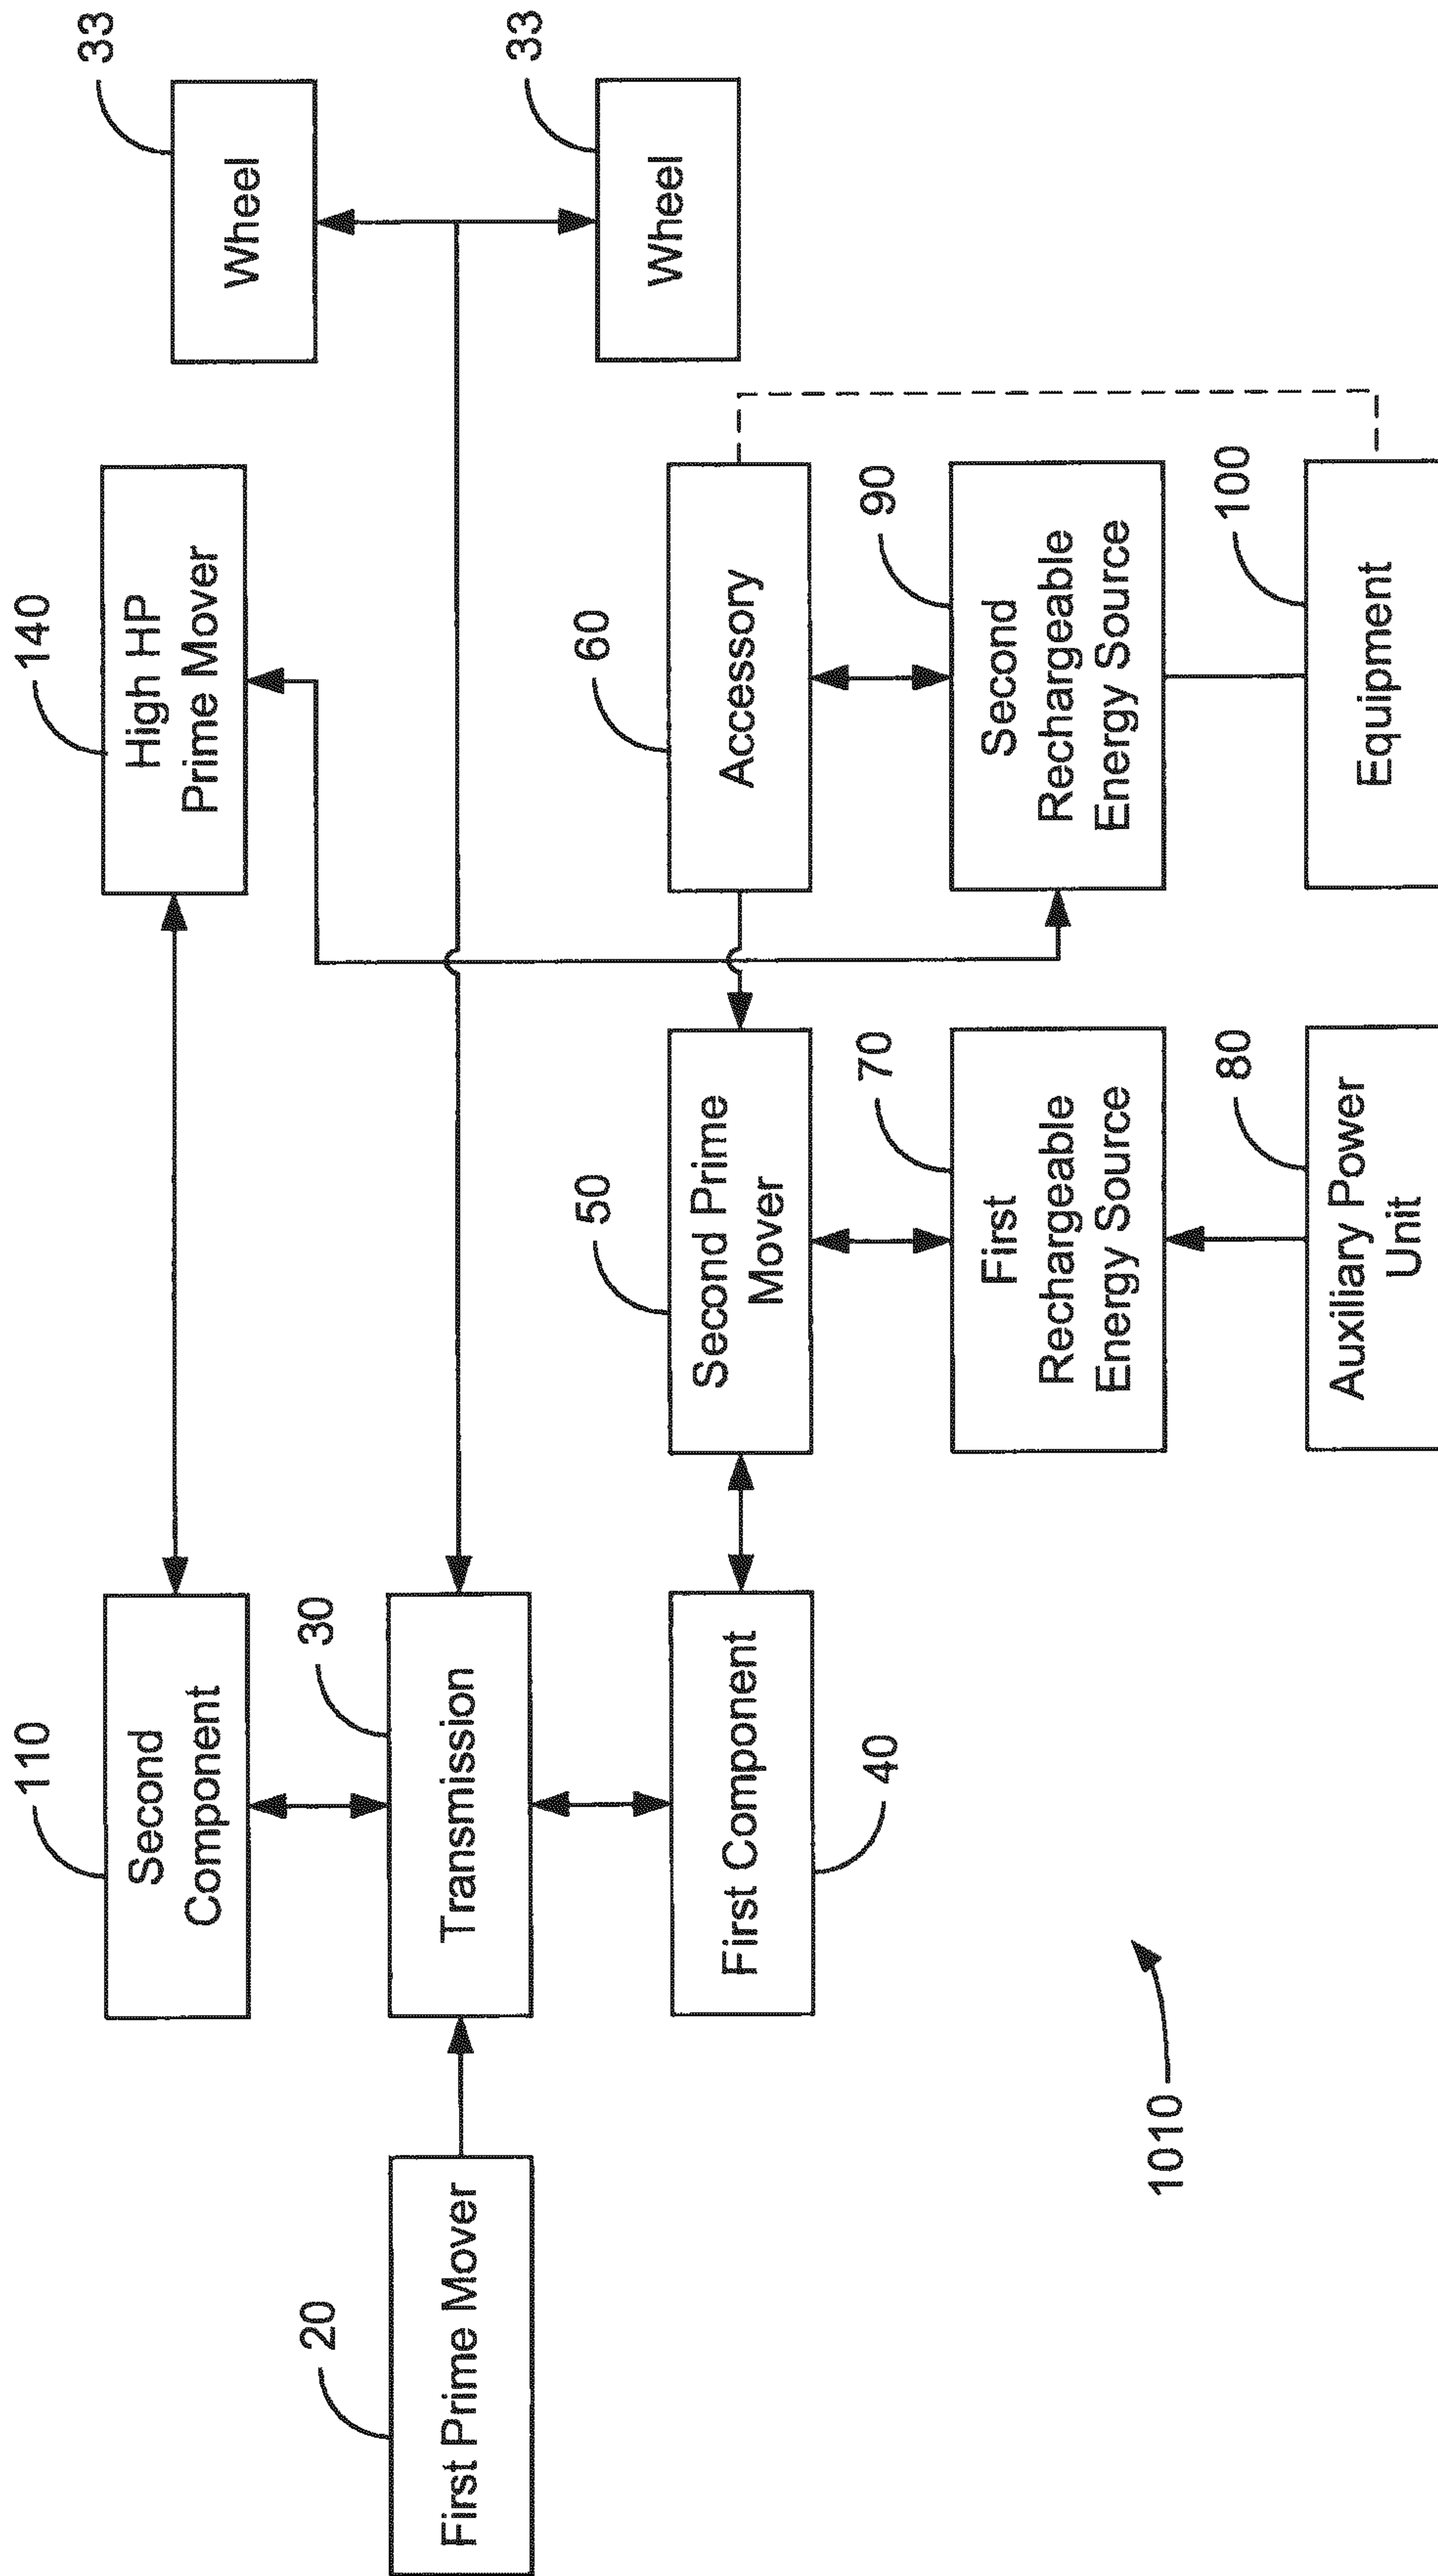 110
Second
Component
140
High HP
Prime Mover
33
Wheel
20
First Prime Mover
30
Transmission
33
Wheel
40
First Component
50
Second Prime
Mover
60
Accessory
70
First
Rechargeable
Energy Source
90
Second
Rechargeable
Energy Source
80
Auxiliary Power
Unit
100
Equipment
1010